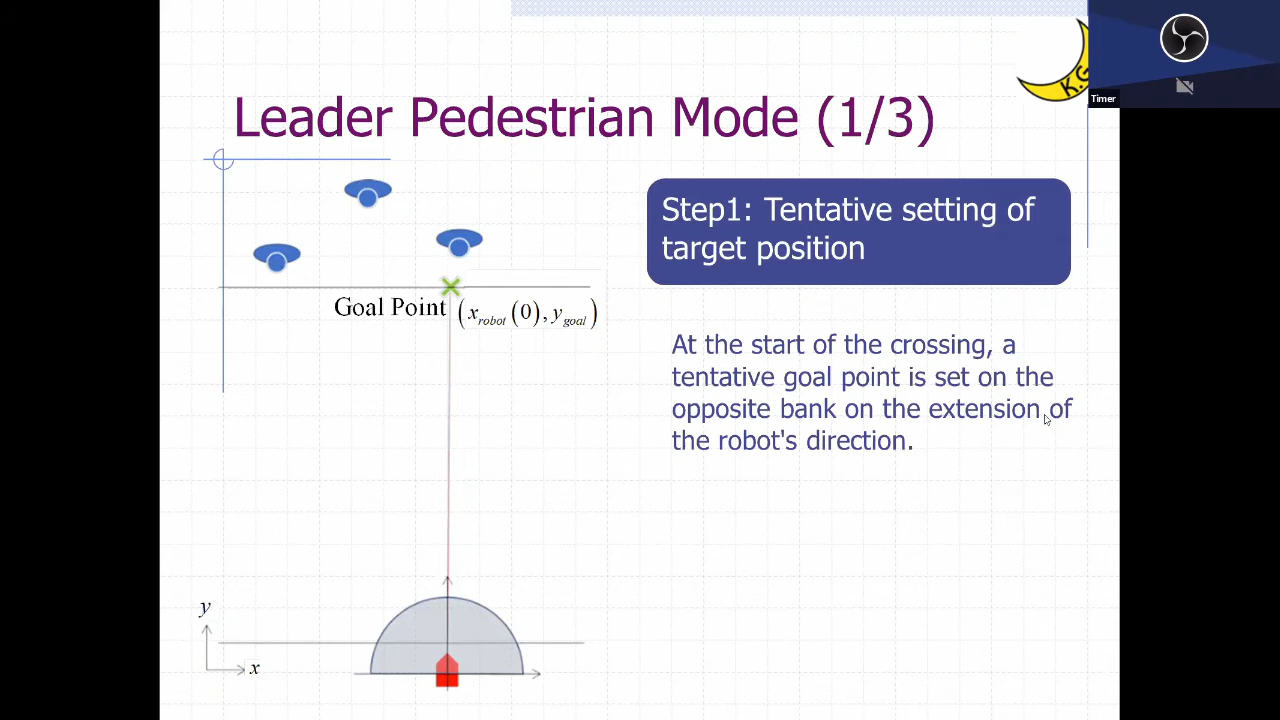 K.G
Timer
Leader Pedestrian Mode (1/3)
Step1: Tentative setting of
target position
Goal Point (x_robot (0), y_goal)
At the start of the crossing, a
tentative goal point is set on the
opposite bank on the extension of
the robot's direction.
y
x